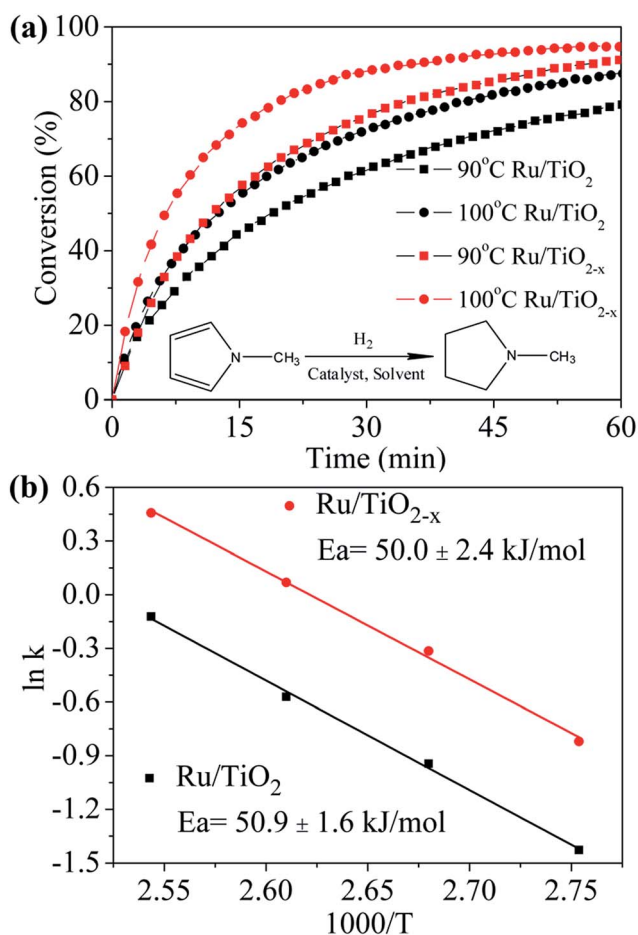 (a)
100
80
60
40
20
0
Conversion (%)
90°C Ru/TiO₂
100°C Ru/TiO₂
90°C Ru/TiO₂₋ₓ
100°C Ru/TiO₂₋ₓ
N
CH₃
H₂
Catalyst, Solvent
N
CH₃
0 15 30 45 60
Time (min)
(b)
0.6
0.3
0.0
-0.3
-0.6
-0.9
-1.2
-1.5
ln k
Ru/TiO₂₋ₓ
Ea= 50.0 ± 2.4 kJ/mol
Ru/TiO₂
Ea= 50.9 ± 1.6 kJ/mol
2.55 2.60 2.65 2.70 2.75
1000/T